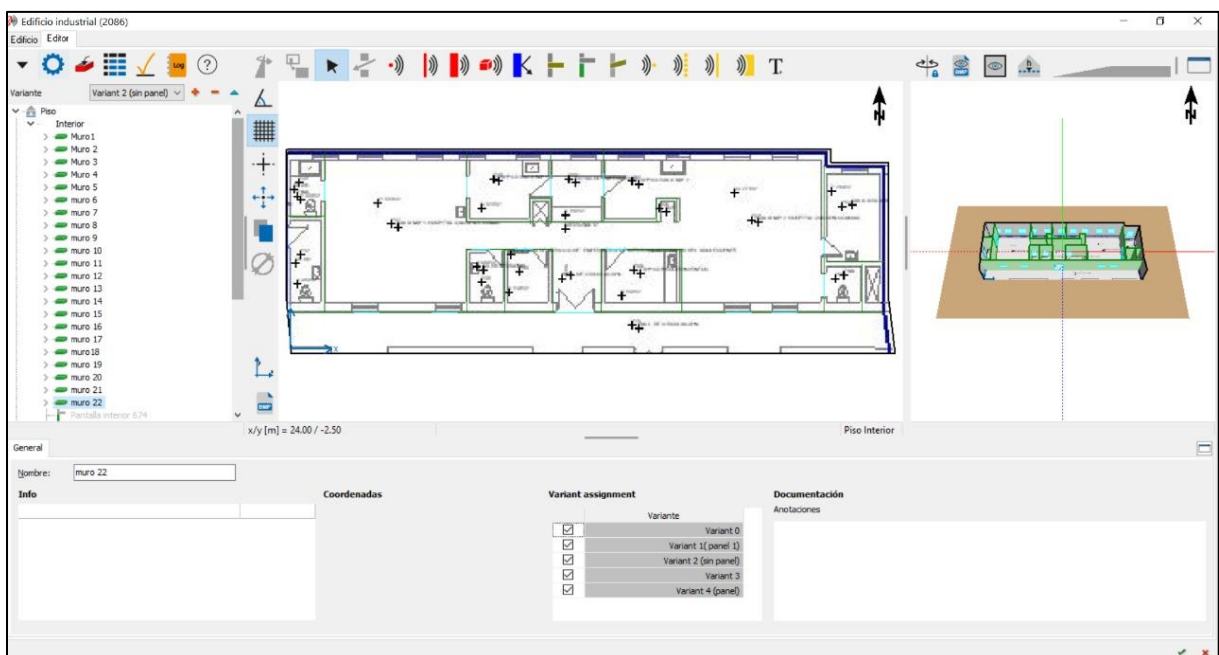 Edificio industrial (2086)
Edificio Editor
Log ? T.
Variante Variant 2 (sin panel)
Piso
Interior
Muro1
Muro 2
Muro 3
Muro 4
Muro 5
muro 6
muro 7
muro 8
muro 9
muro 10
muro 11
muro 12
muro 13
muro 14
muro 15
muro 16
muro 17
muro18
muro 19
muro 20
muro 21
muro 22
Pantalla interior 674
N
x
N
x/y [m] = 24.00 / -2.50 Piso Interior
General
Nombre: muro 22
Info Coordenadas Variant assignment Documentación
Anotaciones
Variante
Variant 0
Variant 1( panel 1)
Variant 2 (sin panel)
Variant 3
Variant 4 (panel)